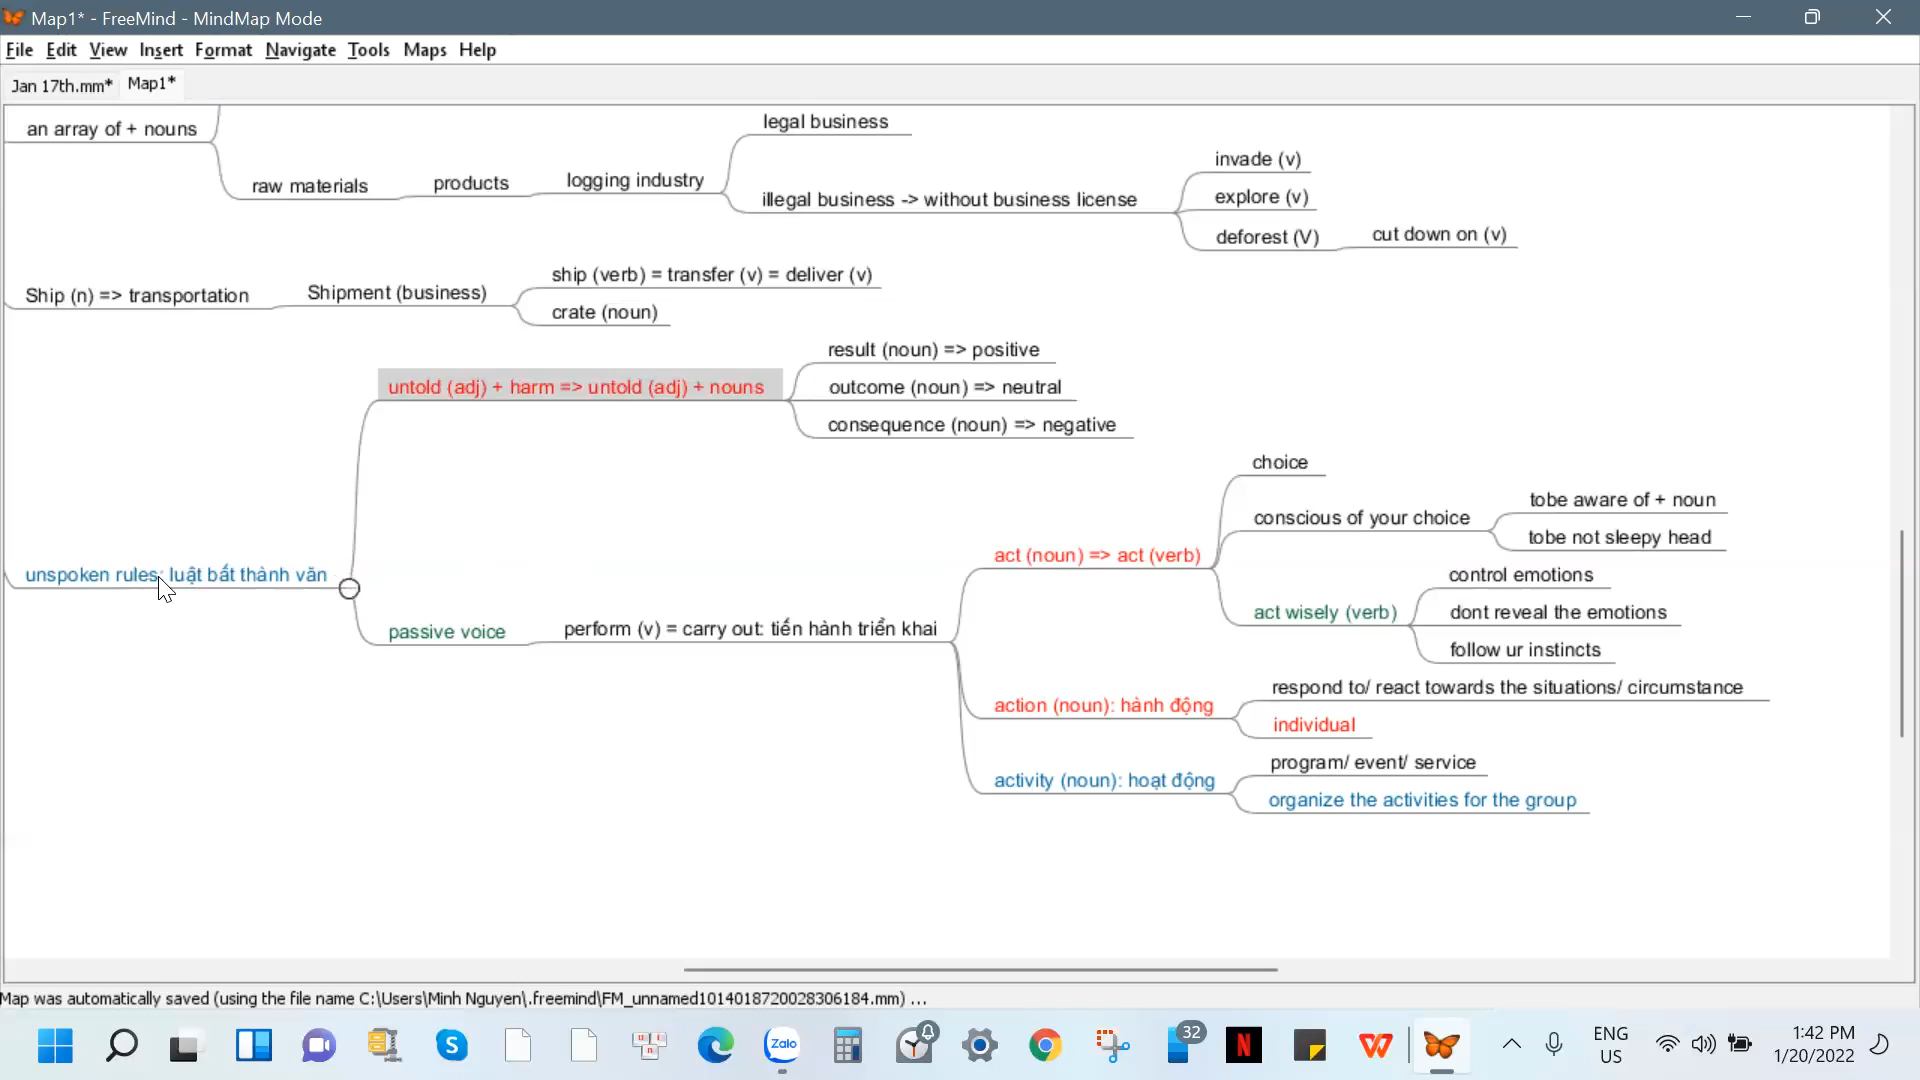 Map1* - FreeMind - MindMap Mode
File Edit View Insert Format Navigate Tools Maps Help
Jan 17th.mm* Map1*
an array of + nouns
raw materials
products
logging industry
legal business
illegal business -> without business license
invade (v)
explore (v)
deforest (V)
cut down on (v)
Ship (n) => transportation
Shipment (business)
ship (verb) = transfer (v) = deliver (v)
crate (noun)
unspoken rules: luật bất thành văn
untold (adj) + harm => untold (adj) + nouns
result (noun) => positive
outcome (noun) => neutral
consequence (noun) => negative
passive voice
perform (v) = carry out: tiến hành triển khai
act (noun) => act (verb)
choice
conscious of your choice
tobe aware of + noun
tobe not sleepy head
act wisely (verb)
control emotions
dont reveal the emotions
follow ur instincts
action (noun): hành động
respond to/ react towards the situations/ circumstance
individual
activity (noun): hoạt động
program/ event/ service
organize the activities for the group
Map was automatically saved (using the file name C:\Users\Minh Nguyen\.freemind\FM_unnamed1014018720028306184.mm) ...
Zalo
32
N
ENG
US
1:42 PM
1/20/2022